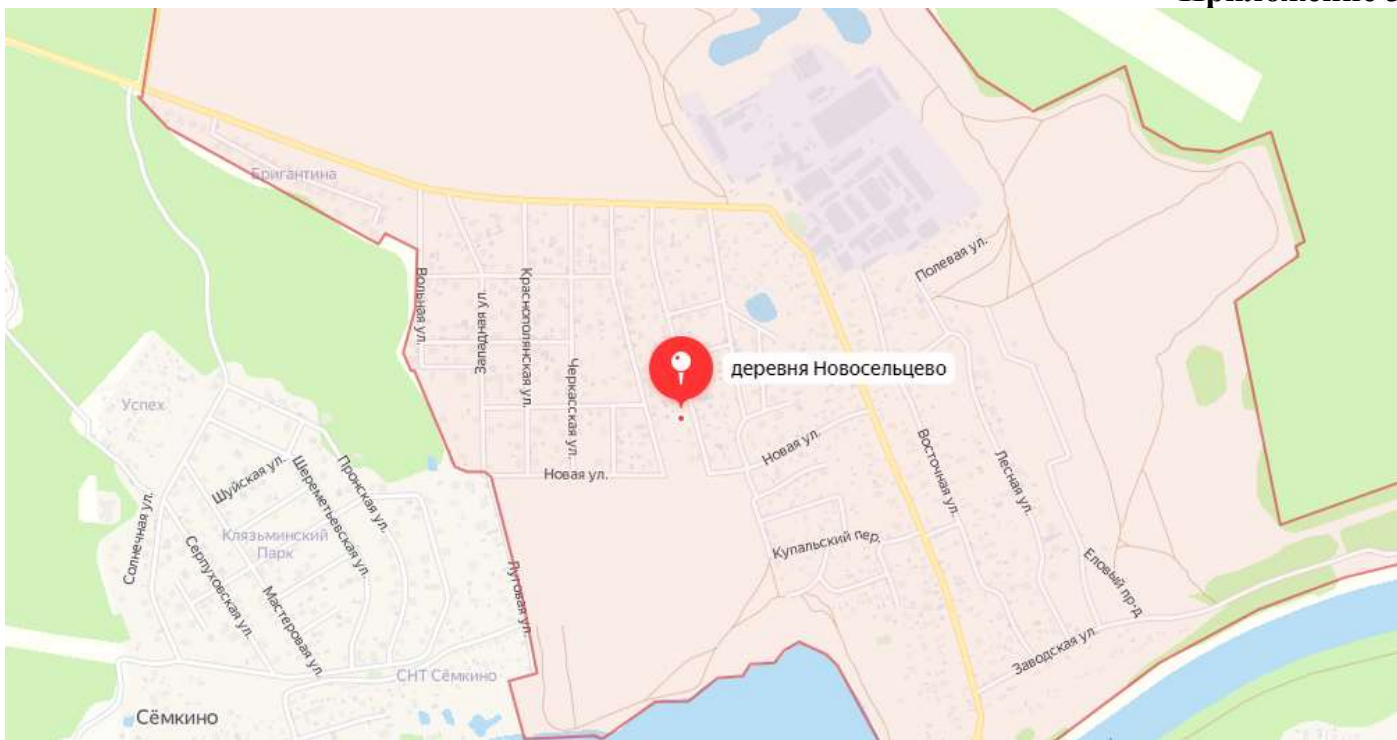 Бригантина
Полевая ул.
Вольная ул.
Западная ул
Краснополянская ул.
Черкасская ул.
деревня Новосельцево
Успех
Новая ул.
Новая ул.
Восточная ул.
Лесная ул.
Шуйская ул.
Шереметьевская ул.
Пронская ул.
Солнечная ул.
Клязьминский
Парк
Серпуховская ул.
Мастеровая ул.
Луговая ул.
Купальский пер.
Еловый пр-д
Заводская ул.
СНТ Сёмкино
Сёмкино